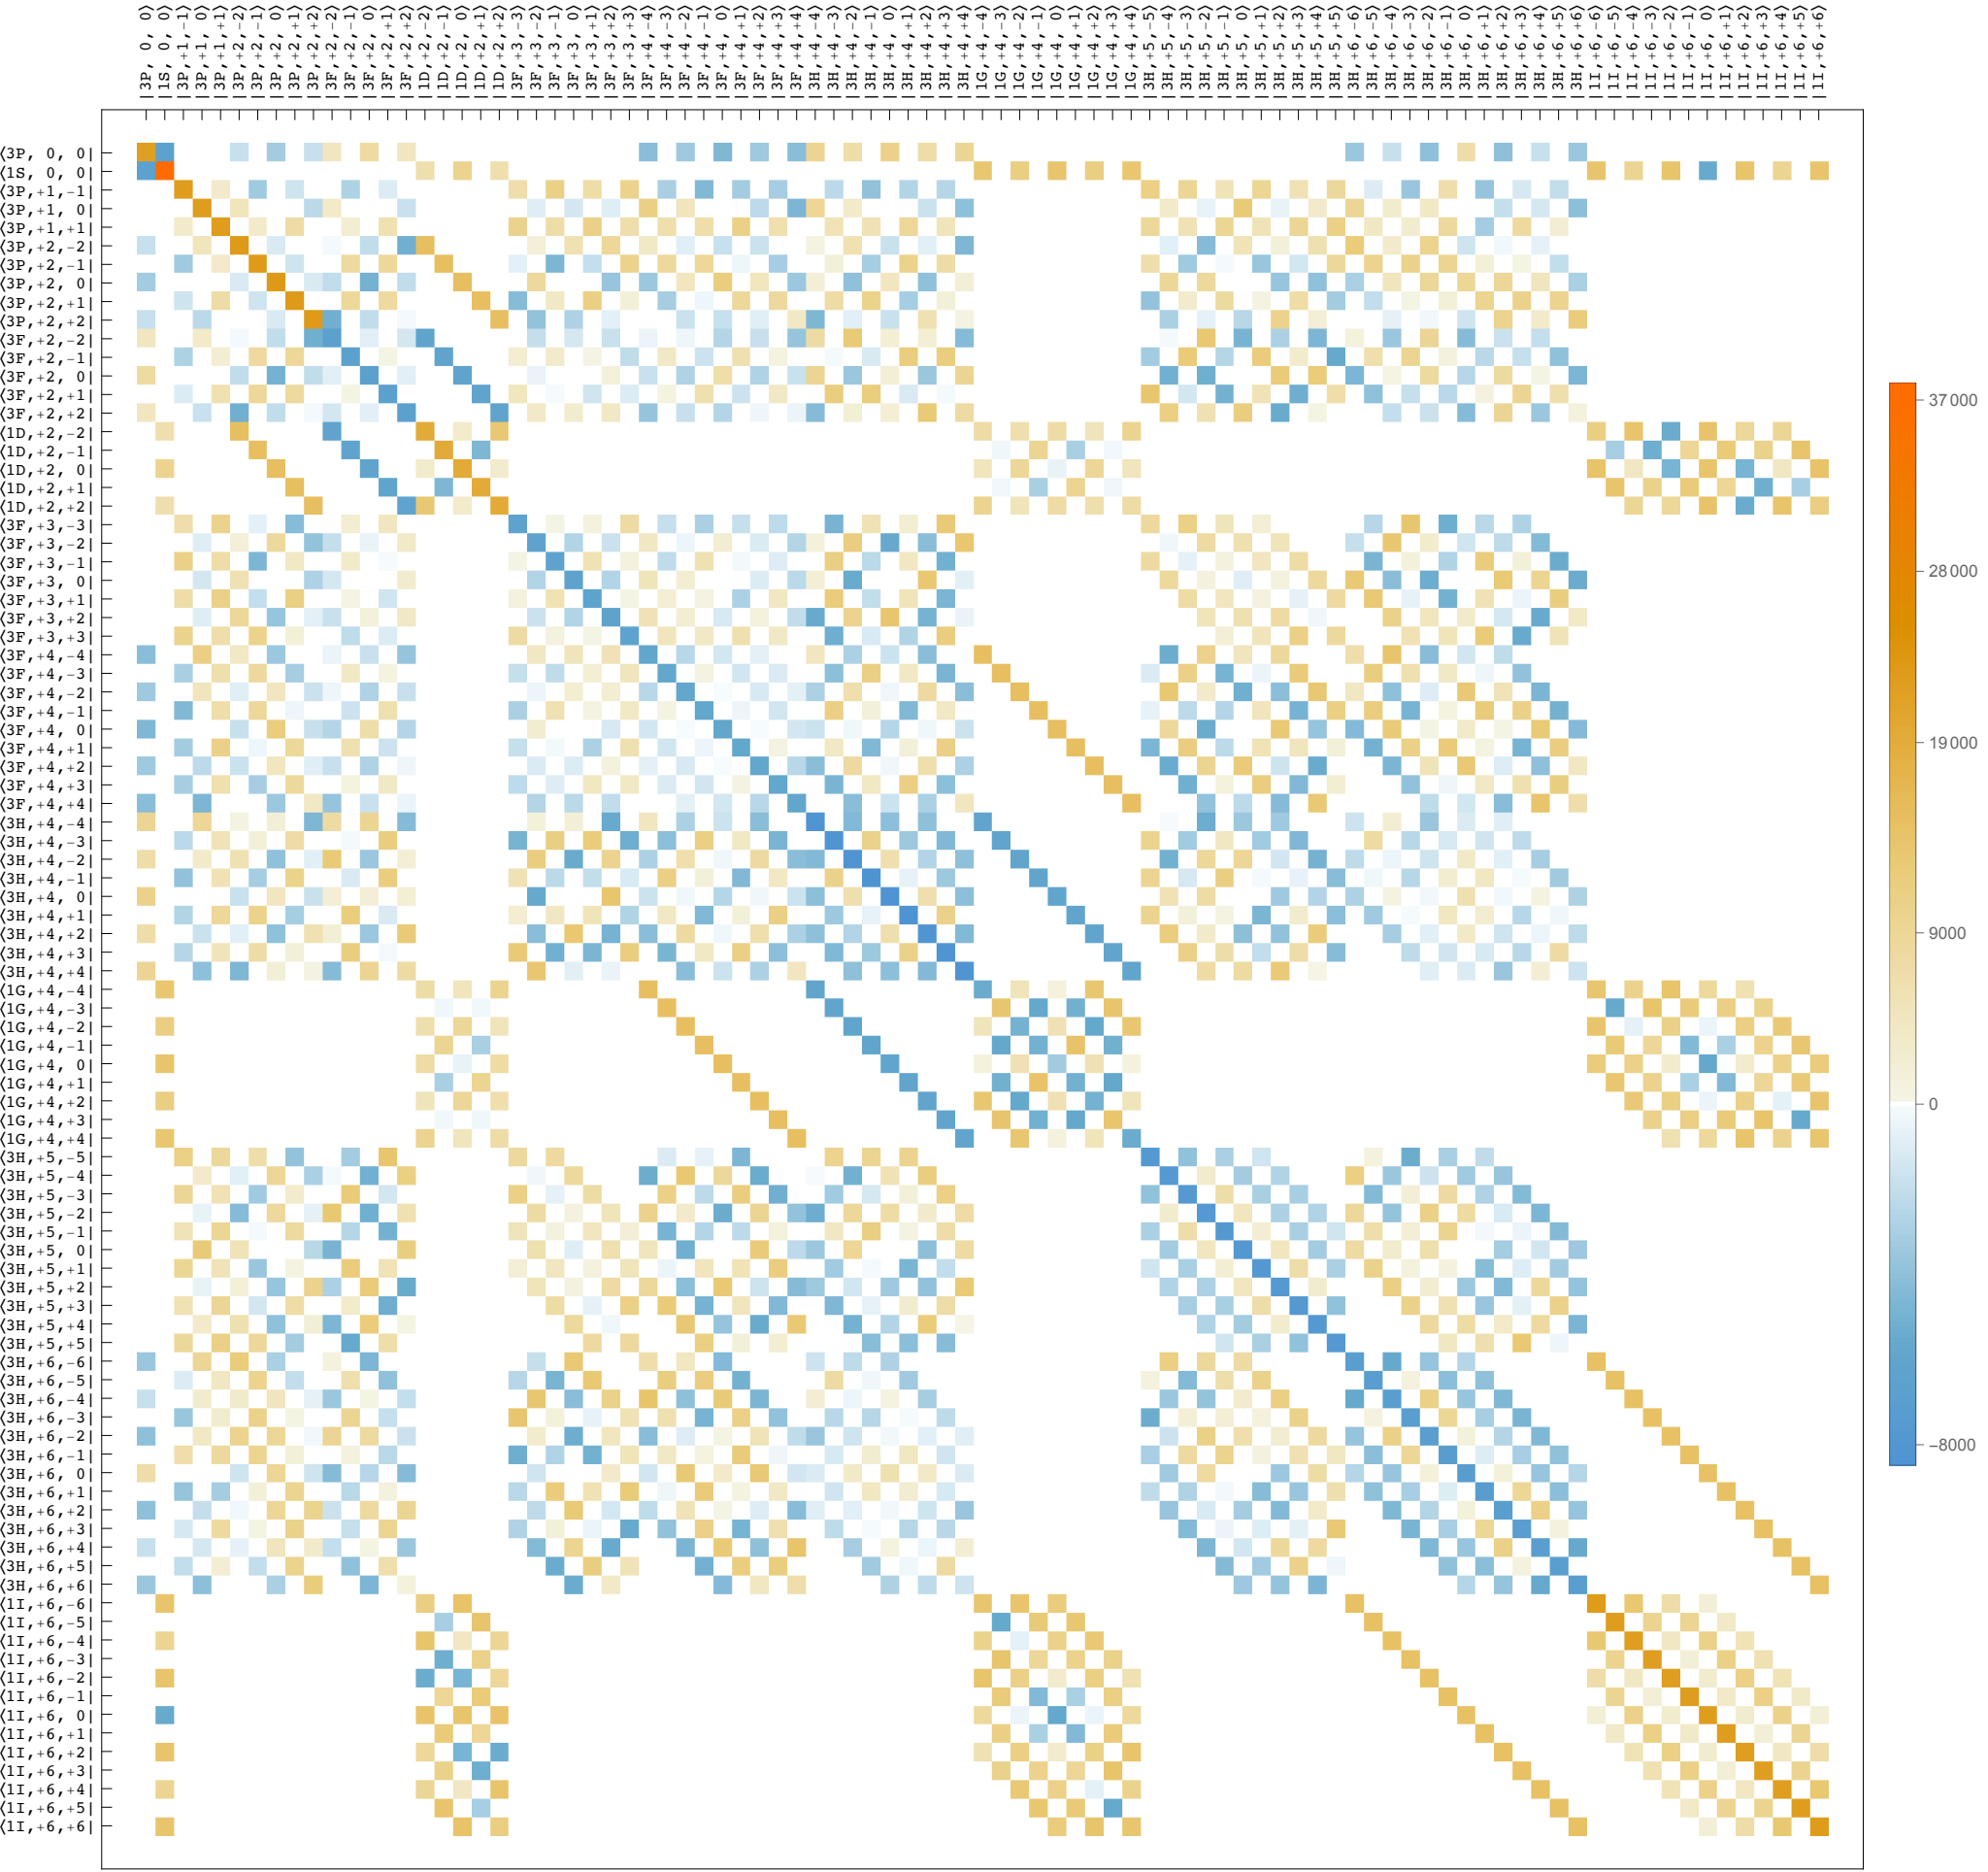 |3P, 0, 0⟩
|1S, 0, 0⟩
|3P,+1,-1⟩
|3P,+1, 0⟩
|3P,+1,+1⟩
|3P,+2,-2⟩
|3P,+2,-1⟩
|3P,+2, 0⟩
|3P,+2,+1⟩
|3P,+2,+2⟩
|3F,+2,-2⟩
|3F,+2,-1⟩
|3F,+2, 0⟩
|3F,+2,+1⟩
|3F,+2,+2⟩
|1D,+2,-2⟩
|1D,+2,-1⟩
|1D,+2, 0⟩
|1D,+2,+1⟩
|1D,+2,+2⟩
|3F,+3,-3⟩
|3F,+3,-2⟩
|3F,+3,-1⟩
|3F,+3, 0⟩
|3F,+3,+1⟩
|3F,+3,+2⟩
|3F,+3,+3⟩
|3F,+4,-4⟩
|3F,+4,-3⟩
|3F,+4,-2⟩
|3F,+4,-1⟩
|3F,+4, 0⟩
|3F,+4,+1⟩
|3F,+4,+2⟩
|3F,+4,+3⟩
|3F,+4,+4⟩
|3H,+4,-4⟩
|3H,+4,-3⟩
|3H,+4,-2⟩
|3H,+4,-1⟩
|3H,+4, 0⟩
|3H,+4,+1⟩
|3H,+4,+2⟩
|3H,+4,+3⟩
|3H,+4,+4⟩
|1G,+4,-4⟩
|1G,+4,-3⟩
|1G,+4,-2⟩
|1G,+4,-1⟩
|1G,+4, 0⟩
|1G,+4,+1⟩
|1G,+4,+2⟩
|1G,+4,+3⟩
|1G,+4,+4⟩
|3H,+5,-5⟩
|3H,+5,-4⟩
|3H,+5,-3⟩
|3H,+5,-2⟩
|3H,+5,-1⟩
|3H,+5, 0⟩
|3H,+5,+1⟩
|3H,+5,+2⟩
|3H,+5,+3⟩
|3H,+5,+4⟩
|3H,+5,+5⟩
|3H,+6,-6⟩
|3H,+6,-5⟩
|3H,+6,-4⟩
|3H,+6,-3⟩
|3H,+6,-2⟩
|3H,+6,-1⟩
|3H,+6, 0⟩
|3H,+6,+1⟩
|3H,+6,+2⟩
|3H,+6,+3⟩
|3H,+6,+4⟩
|3H,+6,+5⟩
|3H,+6,+6⟩
|1I,+6,-6⟩
|1I,+6,-5⟩
|1I,+6,-4⟩
|1I,+6,-3⟩
|1I,+6,-2⟩
|1I,+6,-1⟩
|1I,+6, 0⟩
|1I,+6,+1⟩
|1I,+6,+2⟩
|1I,+6,+3⟩
|1I,+6,+4⟩
|1I,+6,+5⟩
|1I,+6,+6⟩
⟨3P, 0, 0|
⟨1S, 0, 0|
⟨3P,+1,-1|
⟨3P,+1, 0|
⟨3P,+1,+1|
⟨3P,+2,-2|
⟨3P,+2,-1|
⟨3P,+2, 0|
⟨3P,+2,+1|
⟨3P,+2,+2|
⟨3F,+2,-2|
⟨3F,+2,-1|
⟨3F,+2, 0|
⟨3F,+2,+1|
⟨3F,+2,+2|
⟨1D,+2,-2|
⟨1D,+2,-1|
⟨1D,+2, 0|
⟨1D,+2,+1|
⟨1D,+2,+2|
⟨3F,+3,-3|
⟨3F,+3,-2|
⟨3F,+3,-1|
⟨3F,+3, 0|
⟨3F,+3,+1|
⟨3F,+3,+2|
⟨3F,+3,+3|
⟨3F,+4,-4|
⟨3F,+4,-3|
⟨3F,+4,-2|
⟨3F,+4,-1|
⟨3F,+4, 0|
⟨3F,+4,+1|
⟨3F,+4,+2|
⟨3F,+4,+3|
⟨3F,+4,+4|
⟨3H,+4,-4|
⟨3H,+4,-3|
⟨3H,+4,-2|
⟨3H,+4,-1|
⟨3H,+4, 0|
⟨3H,+4,+1|
⟨3H,+4,+2|
⟨3H,+4,+3|
⟨3H,+4,+4|
⟨1G,+4,-4|
⟨1G,+4,-3|
⟨1G,+4,-2|
⟨1G,+4,-1|
⟨1G,+4, 0|
⟨1G,+4,+1|
⟨1G,+4,+2|
⟨1G,+4,+3|
⟨1G,+4,+4|
⟨3H,+5,-5|
⟨3H,+5,-4|
⟨3H,+5,-3|
⟨3H,+5,-2|
⟨3H,+5,-1|
⟨3H,+5, 0|
⟨3H,+5,+1|
⟨3H,+5,+2|
⟨3H,+5,+3|
⟨3H,+5,+4|
⟨3H,+5,+5|
⟨3H,+6,-6|
⟨3H,+6,-5|
⟨3H,+6,-4|
⟨3H,+6,-3|
⟨3H,+6,-2|
⟨3H,+6,-1|
⟨3H,+6, 0|
⟨3H,+6,+1|
⟨3H,+6,+2|
⟨3H,+6,+3|
⟨3H,+6,+4|
⟨3H,+6,+5|
⟨3H,+6,+6|
⟨1I,+6,-6|
⟨1I,+6,-5|
⟨1I,+6,-4|
⟨1I,+6,-3|
⟨1I,+6,-2|
⟨1I,+6,-1|
⟨1I,+6, 0|
⟨1I,+6,+1|
⟨1I,+6,+2|
⟨1I,+6,+3|
⟨1I,+6,+4|
⟨1I,+6,+5|
⟨1I,+6,+6|
37000
28000
19000
9000
0
-8000